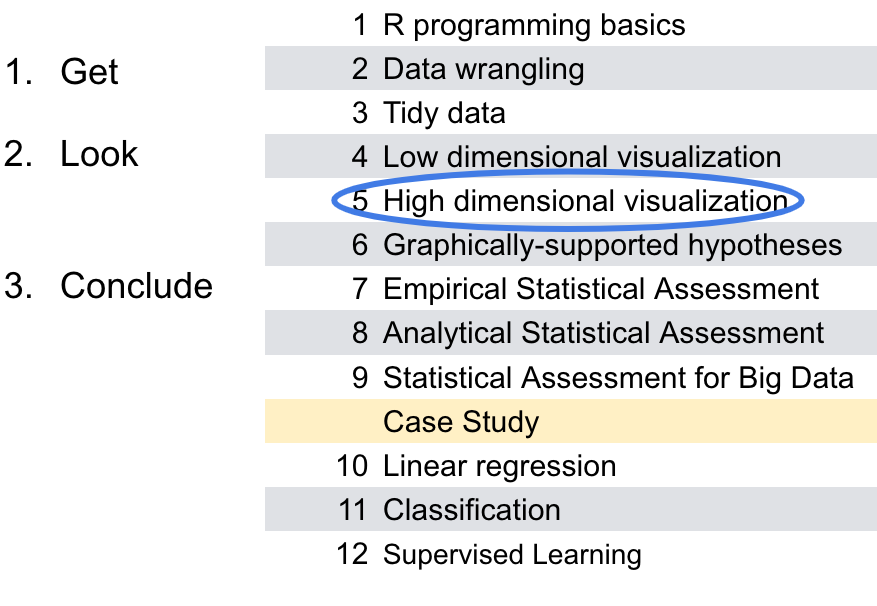 1. Get
2. Look
3. Conclude
1 R programming basics
2 Data wrangling
3 Tidy data
4 Low dimensional visualization
5 High dimensional visualization
6 Graphically-supported hypotheses
7 Empirical Statistical Assessment
8 Analytical Statistical Assessment
9 Statistical Assessment for Big Data
Case Study
10 Linear regression
11 Classification
12 Supervised Learning